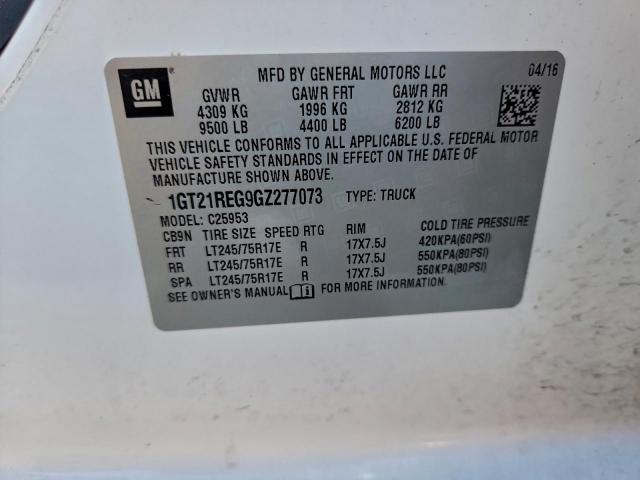 GM
MFD BY GENERAL MOTORS LLC 04/16
GVWR GAWR FRT GAWR RR
4309 KG 1996 KG 2812 KG
9500 LB 4400 LB 6200 LB
THIS VEHICLE CONFORMS TO ALL APPLICABLE U.S. FEDERAL MOTOR
VEHICLE SAFETY STANDARDS IN EFFECT ON THE DATE OF
MANUFACTURE SHOWN ABOVE.
1GT21REG9GZ277073 TYPE: TRUCK
MODEL: C25953
CB9N TIRE SIZE SPEED RTG RIM COLD TIRE PRESSURE
FRT LT245/75R17E R 17X7.5J 420KPA(60PSI)
RR LT245/75R17E R 17X7.5J 550KPA(80PSI)
SPA LT245/75R17E R 17X7.5J 550KPA(80PSI)
SEE OWNER'S MANUAL FOR MORE INFORMATION.